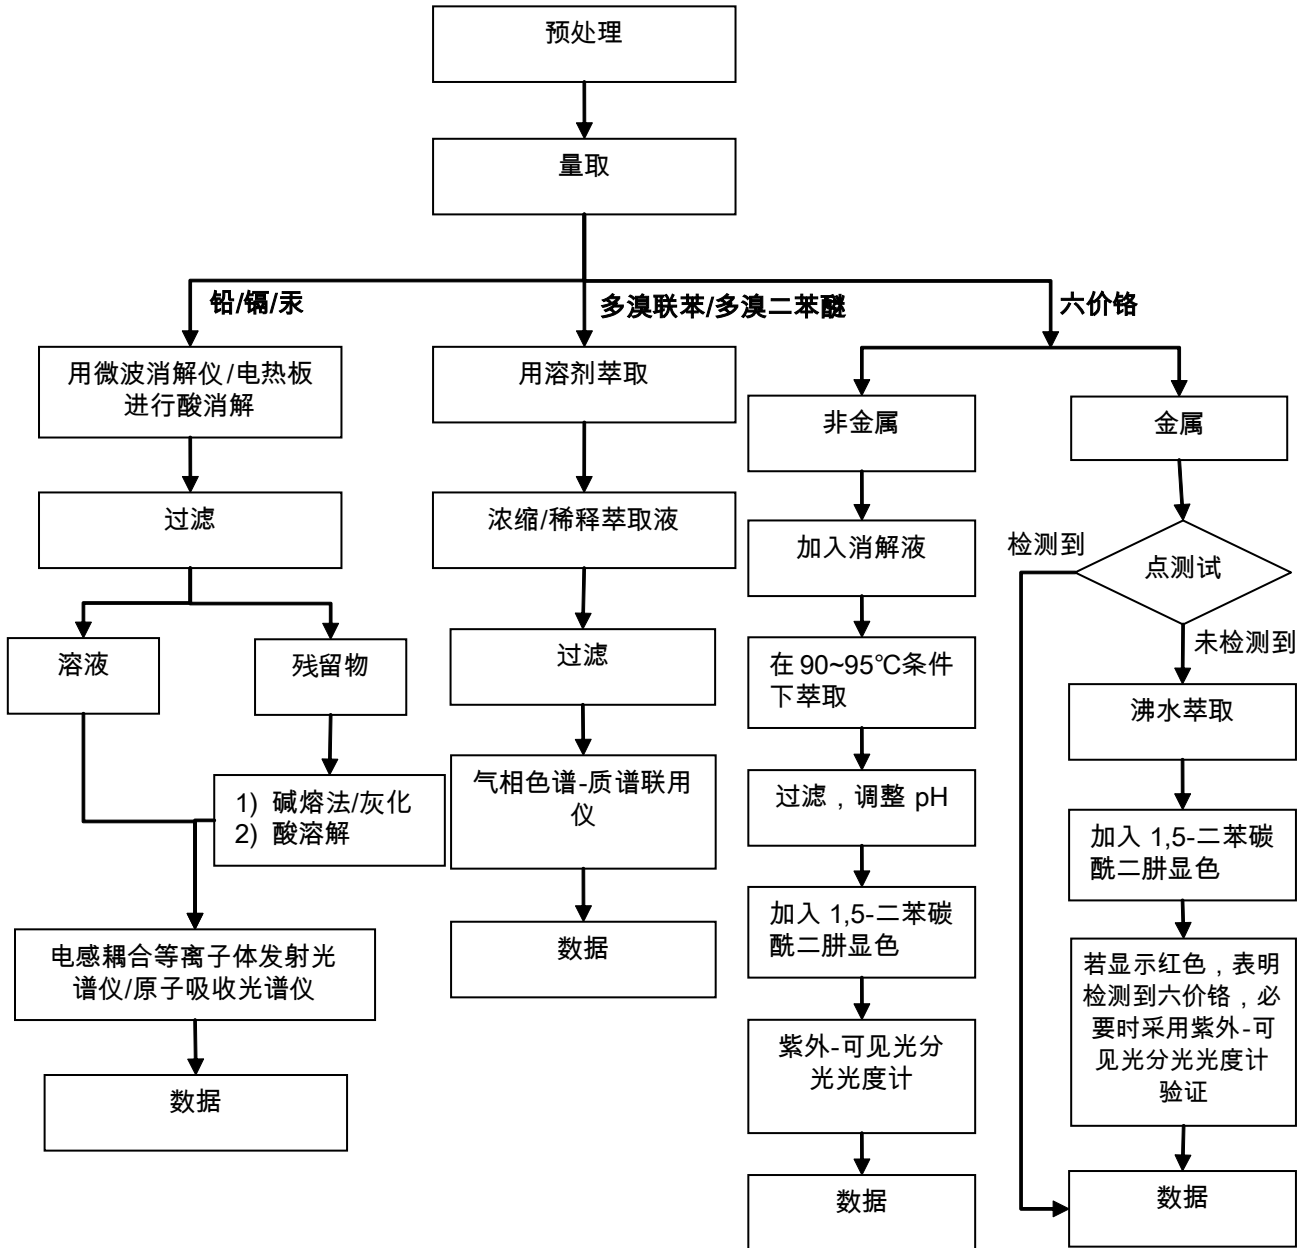 预处理
量取
铅/镉/汞
多溴联苯/多溴二苯醚
六价铬
用微波消解仪/电热板
进行酸消解
过滤
溶液
残留物
1) 碱熔法/灰化
2) 酸溶解
电感耦合等离子体发射光
谱仪/原子吸收光谱仪
数据
用溶剂萃取
浓缩/稀释萃取液
过滤
气相色谱-质谱联用
仪
数据
非金属
加入消解液
在 90~95℃条件
下萃取
过滤，调整 pH
加入 1,5-二苯碳
酰二肼显色
紫外-可见光分
光光度计
数据
金属
点测试
检测到
未检测到
沸水萃取
加入 1,5-二苯碳
酰二肼显色
若显示红色，表明
检测到六价铬，必
要时采用紫外-可
见光分光光度计
验证
数据